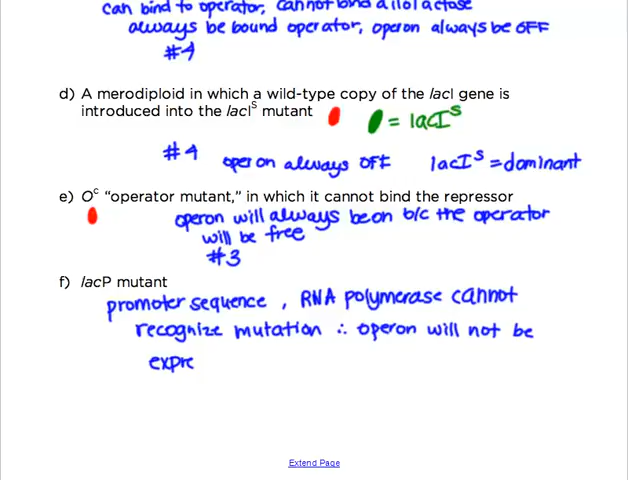 can bind to operator, cannot bind allolactose
always be bound operator, operon always be OFF
#4
d) A merodiploid in which a wild-type copy of the lacI gene is
introduced into the lacIˢ mutant
= lacIˢ
#4 operon always OFF lacIˢ = dominant
e) Oᶜ "operator mutant," in which it cannot bind the repressor
operon will always be on b/c the operator
will be free
#3
f) lacP mutant
promoter sequence, RNA polymerase cannot
recognize mutation ∴ operon will not be
expre
Extend Page